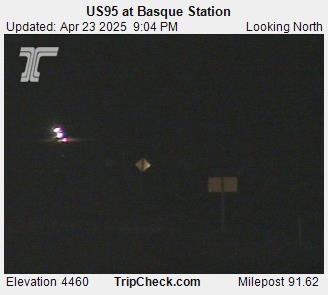 US95 at Basque Station
Updated: Apr 23 2025 9:04 PM Looking North
Elevation 4460 TripCheck.com Milepost 91.62